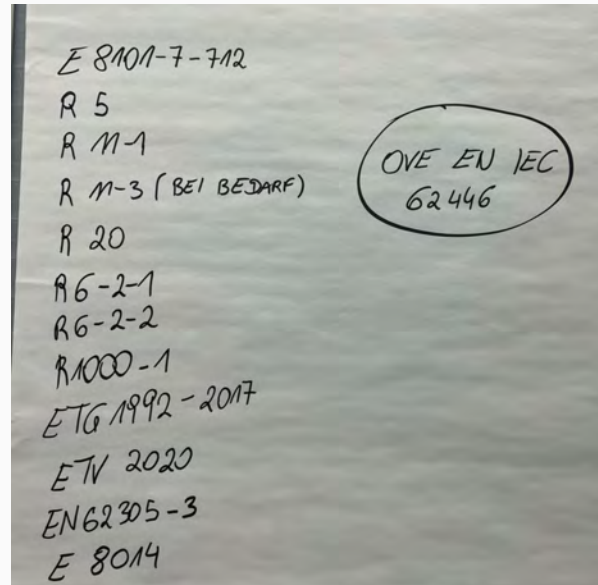 E 8101-7-712
R 5
R 11-1
R 11-3 (BEI BEDARF)
R 20
R6-2-1
R6-2-2
R1000-1
ETG 1992-2017
ETV 2020
EN62305-3
E 8014
OVE EN IEC
62446